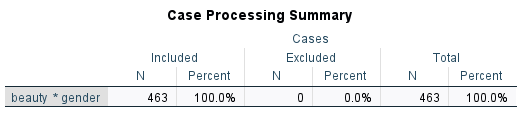 Case Processing Summary
Cases
Included Excluded Total
N Percent N Percent N Percent
beauty * gender 463 100.0% 0 0.0% 463 100.0%